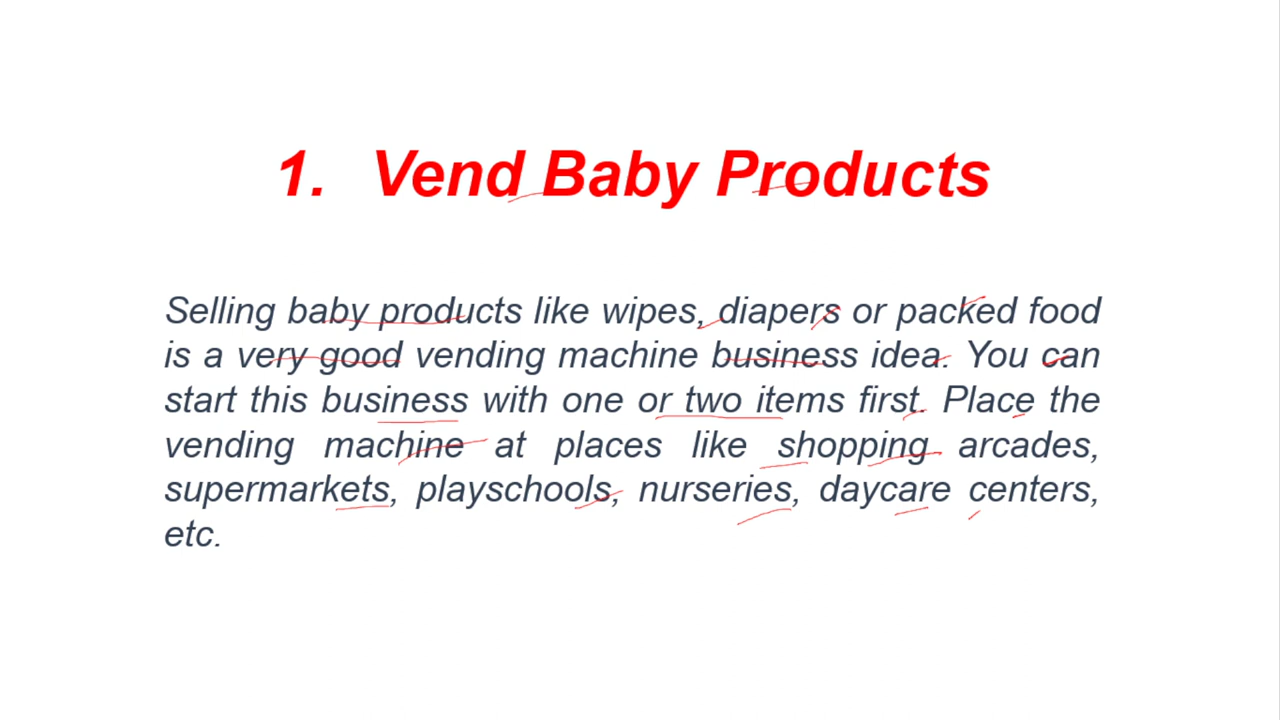 1. Vend Baby Products
Selling baby products like wipes, diapers or packed food
is a very good vending machine business idea. You can
start this business with one or two items first. Place the
vending machine at places like shopping arcades,
supermarkets, playschools, nurseries, daycare centers,
etc.